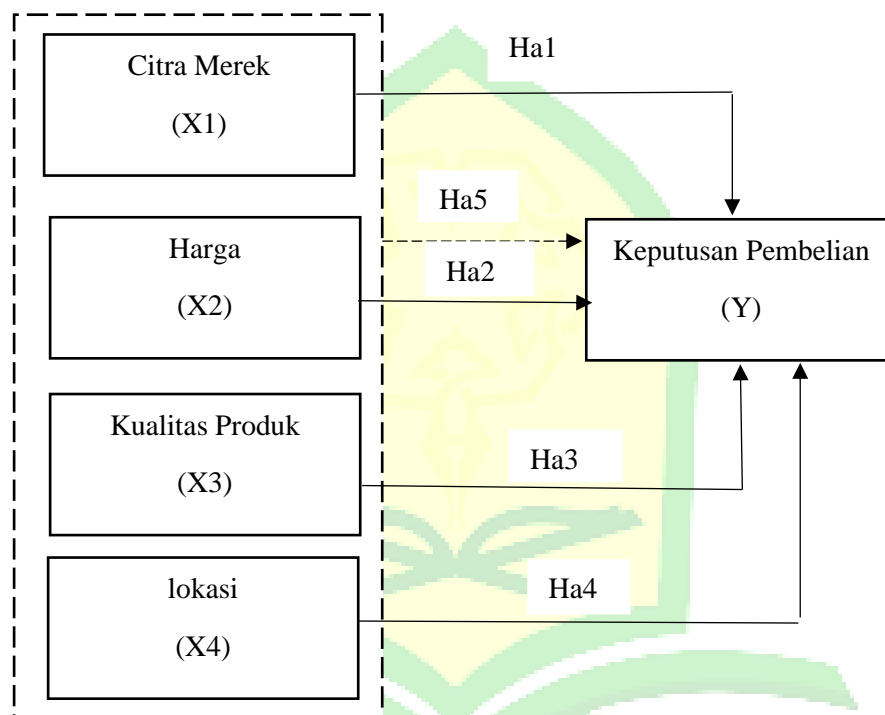 Citra Merek
(X1)
Ha1
Ha5
Harga
(X2)
Ha2
Keputusan Pembelian
(Y)
Kualitas Produk
(X3)
Ha3
lokasi
(X4)
Ha4